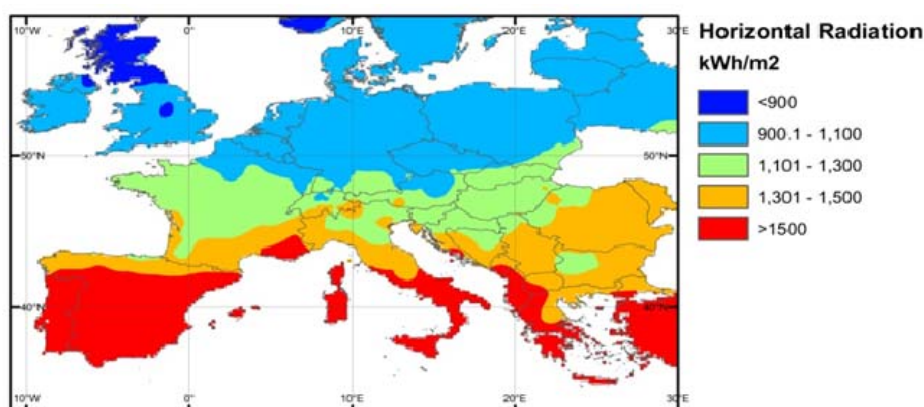 10°W 0° 10°E 20°E 30°E
50°N 50°N
40°N 40°N
10°W 0° 10°E 20°E 30°E
Horizontal Radiation
kWh/m2
<900
900.1 - 1,100
1,101 - 1,300
1,301 - 1,500
>1500